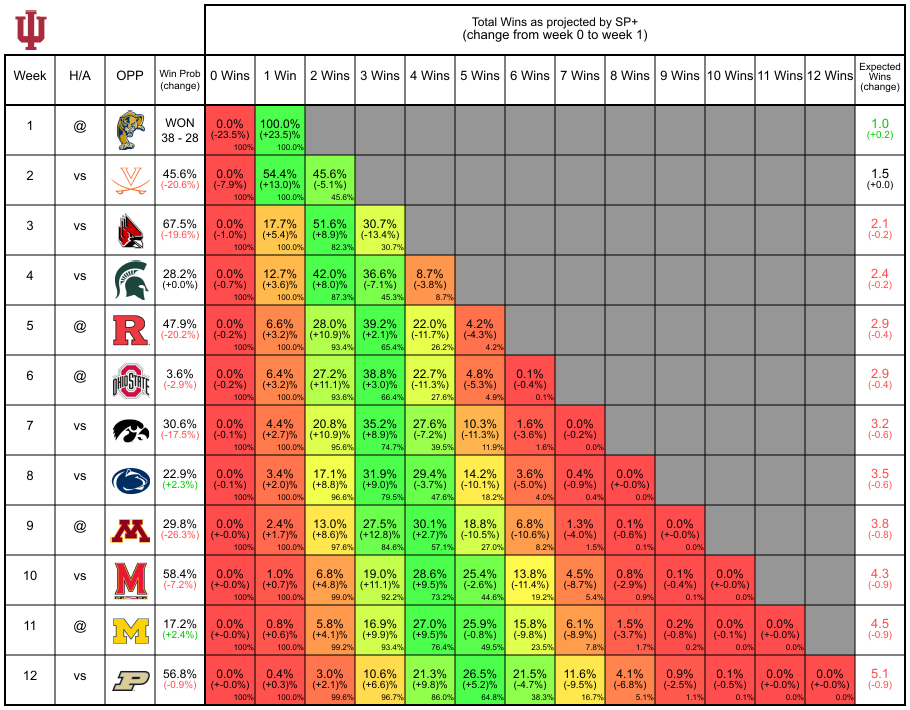 Total Wins as projected by SP+
(change from week 0 to week 1)
Week H/A OPP Win Prob (change) 0 Wins 1 Win 2 Wins 3 Wins 4 Wins 5 Wins 6 Wins 7 Wins 8 Wins 9 Wins 10 Wins 11 Wins 12 Wins Expected Wins (change)
1 @ WON 0.0% 100.0% 1.0
38 - 28 (-23.5%) (+23.5)% (+0.2)
100% 100.0%
2 vs 45.6% 0.0% 54.4% 45.6% 1.5
(-20.6%) (-7.9%) (+13.0)% (-5.1%) (+0.0)
100% 100.0% 45.6%
3 vs 67.5% 0.0% 17.7% 51.6% 30.7% 2.1
(-19.6%) (-1.0%) (+5.4)% (+8.9)% (-13.4%) (-0.2)
100% 100.0% 82.3% 30.7%
4 vs 28.2% 0.0% 12.7% 42.0% 36.6% 8.7% 2.4
(+0.0%) (-0.7%) (+3.6)% (+8.0)% (-7.1%) (-3.8%) (-0.2)
100% 100.0% 87.3% 45.3% 8.7%
R
5 @ 47.9% 0.0% 6.6% 28.0% 39.2% 22.0% 4.2% 2.9
(-20.2%) (-0.2%) (+3.2)% (+10.9)% (+2.1)% (-11.7%) (-4.3%) (-0.4)
100% 100.0% 93.4% 65.4% 26.2% 4.2%
OHIO STATE
6 @ 3.6% 0.0% 6.4% 27.2% 38.8% 22.7% 4.8% 0.1% 2.9
(-2.9%) (-0.2%) (+3.2)% (+11.1)% (+3.0)% (-11.3%) (-5.3%) (-0.4%) (-0.4)
100% 100.0% 93.6% 66.4% 27.6% 4.9% 0.1%
7 vs 30.6% 0.0% 4.4% 20.8% 35.2% 27.6% 10.3% 1.6% 0.0% 3.2
(-17.5%) (-0.1%) (+2.7)% (+10.9)% (+8.9)% (-7.2%) (-11.3%) (-3.6%) (-0.2%) (-0.6)
100% 100.0% 95.6% 74.7% 39.5% 11.9% 1.6% 0.0%
8 vs 22.9% 0.0% 3.4% 17.1% 31.9% 29.4% 14.2% 3.6% 0.4% 0.0% 3.5
(+2.3%) (-0.1%) (+2.0)% (+8.8)% (+9.0)% (-3.7%) (-10.1%) (-5.0%) (-0.9%) (+-0.0)% (-0.6)
100% 100.0% 96.6% 79.5% 47.6% 18.2% 4.0% 0.4% 0.0%
M
9 @ 29.8% 0.0% 2.4% 13.0% 27.5% 30.1% 18.8% 6.8% 1.3% 0.1% 0.0% 3.8
(-26.3%) (+-0.0)% (+1.7)% (+8.6)% (+12.8)% (+2.7)% (-10.5%) (-10.6%) (-4.0%) (-0.6%) (+-0.0)% (-0.8)
100% 100.0% 97.6% 84.6% 57.1% 27.0% 8.2% 1.5% 0.1% 0.0%
M
10 vs 58.4% 0.0% 1.0% 6.8% 19.0% 28.6% 25.4% 13.8% 4.5% 0.8% 0.1% 0.0% 4.3
(-7.2%) (+-0.0)% (+0.7)% (+4.8)% (+11.1)% (+9.5)% (-2.6%) (-11.4%) (-8.7%) (-2.9%) (-0.4%) (+-0.0)% (-0.9)
100% 100.0% 99.0% 92.2% 73.2% 44.6% 19.2% 5.4% 0.9% 0.1% 0.0%
M
11 @ 17.2% 0.0% 0.8% 5.8% 16.9% 27.0% 25.9% 15.8% 6.1% 1.5% 0.2% 0.0% 0.0% 4.5
(+2.4%) (+-0.0)% (+0.6)% (+4.1)% (+9.9)% (+9.5)% (-0.8%) (-9.8%) (-8.9%) (-3.7%) (-0.8%) (-0.1%) (+-0.0)% (-0.9)
100% 100.0% 99.2% 93.4% 76.4% 49.5% 23.5% 7.8% 1.7% 0.2% 0.0% 0.0%
P
12 vs 56.8% 0.0% 0.4% 3.0% 10.6% 21.3% 26.5% 21.5% 11.6% 4.1% 0.9% 0.1% 0.0% 0.0% 5.1
(-0.9%) (+-0.0)% (+0.3)% (+2.1)% (+6.6)% (+9.8)% (+5.2)% (-4.7%) (-9.5%) (-6.8%) (-2.5%) (-0.5%) (+-0.0)% (+-0.0)% (-0.9)
100% 100.0% 99.6% 96.7% 86.0% 64.8% 38.3% 16.7% 5.1% 1.1% 0.1% 0.0% 0.0%